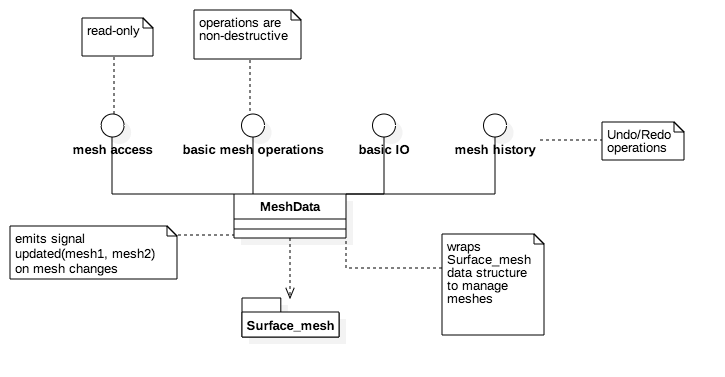 read-only
operations are
non-destructive
mesh access
basic mesh operations
basic IO
mesh history
Undo/Redo
operations
MeshData
emits signal
updated(mesh1, mesh2)
on mesh changes
wraps
Surface_mesh
data structure
to manage
meshes
Surface_mesh